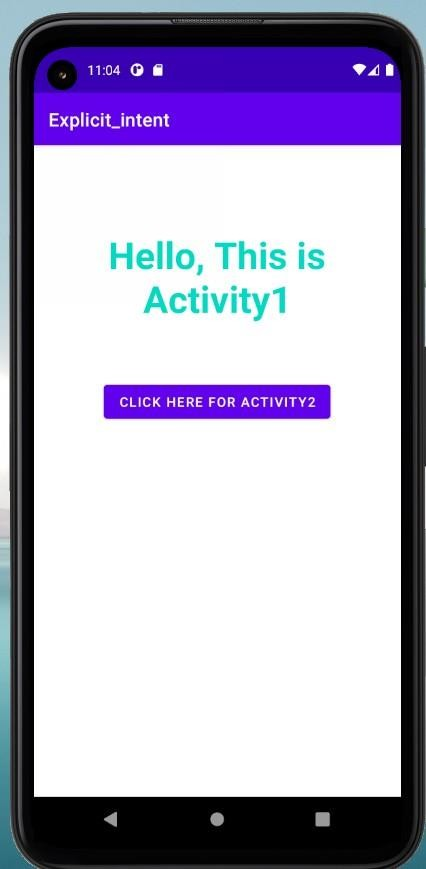 11:04
Explicit_intent
Hello, This is
Activity1
CLICK HERE FOR ACTIVITY2